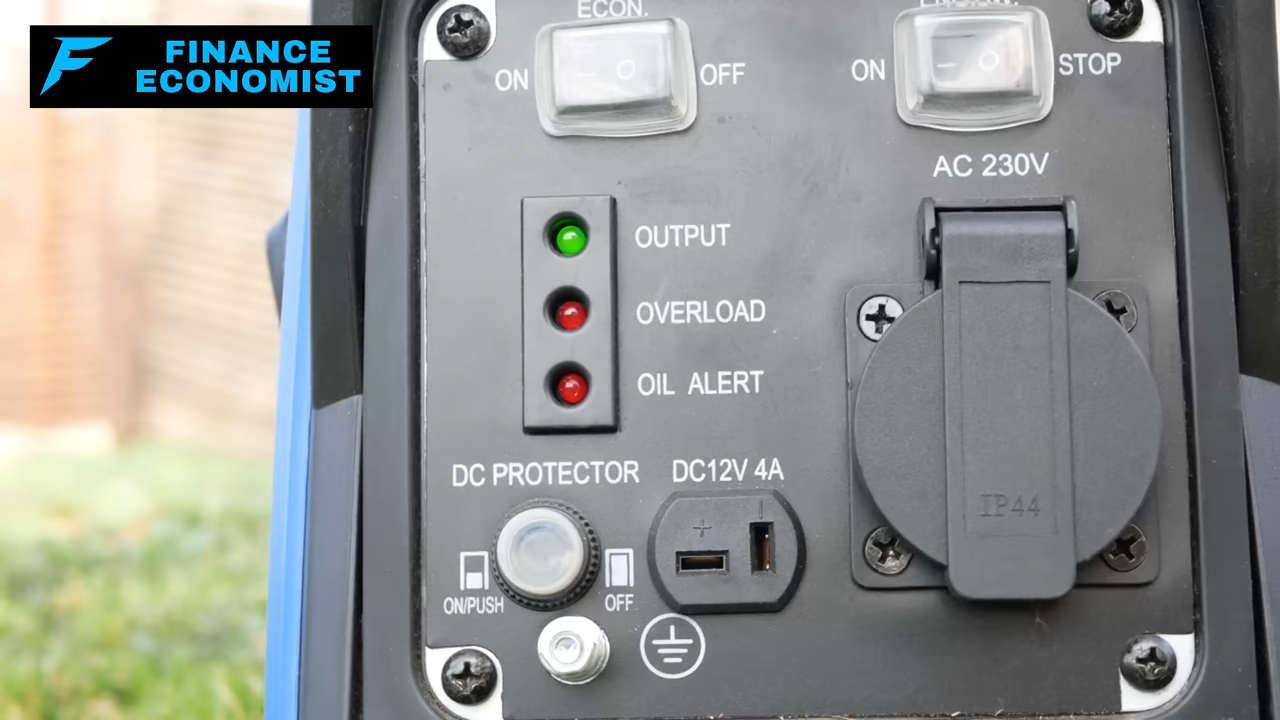 FINANCE
ECONOMIST
ECON.
ON
OFF
ON
STOP
AC 230V
OUTPUT
OVERLOAD
OIL ALERT
DC PROTECTOR
DC12V 4A
+
IP44
ON/PUSH
OFF